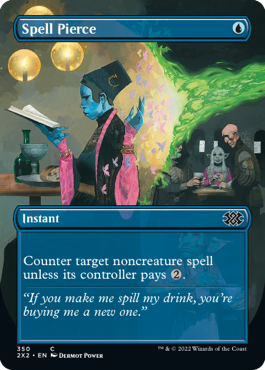 Spell Pierce
Instant
Counter target noncreature spell
unless its controller pays 2.
“If you make me spill my drink, you’re
buying me a new one.”
350 C
2X2 • EN DERMOT POWER
™ & © 2022 Wizards of the Coast